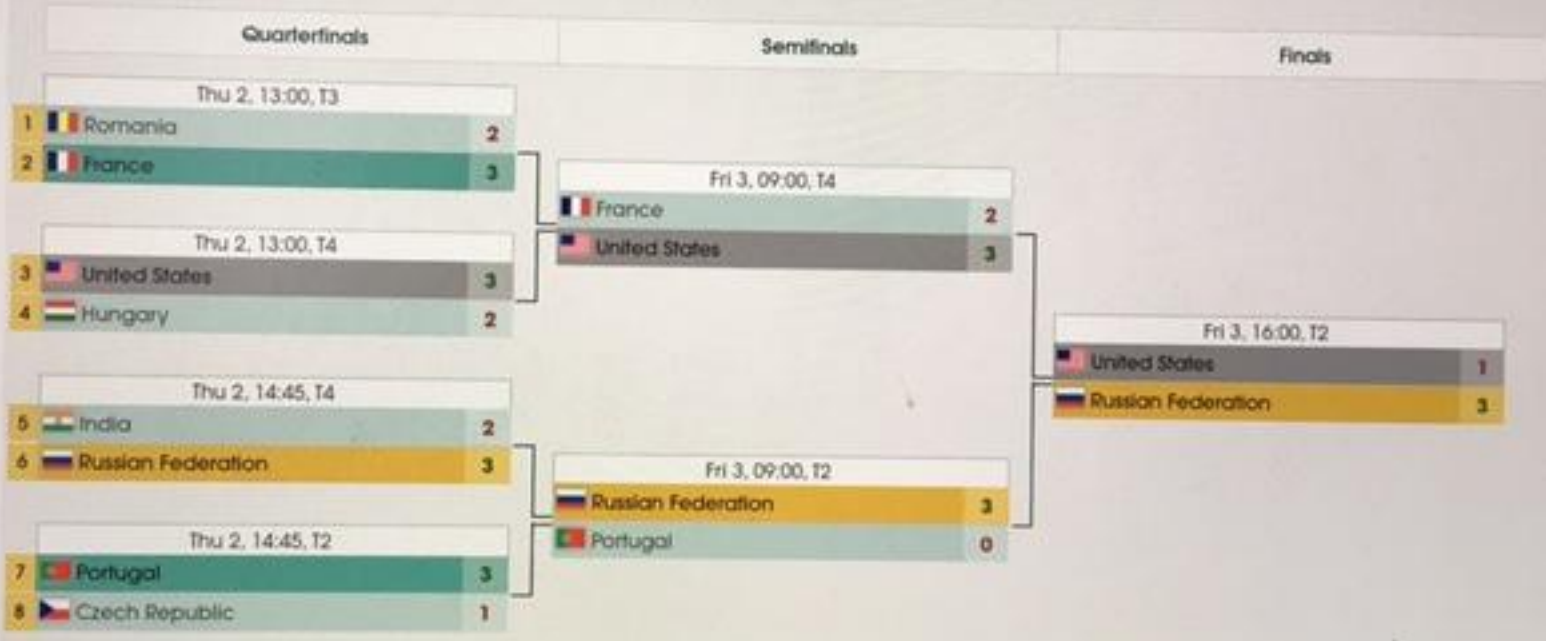 Quarterfinals
Semifinals
Finals
Thu 2, 13:00, T3
1 Romania 2
2 France 3
Thu 2, 13:00, T4
3 United States 3
4 Hungary 2
Thu 2, 14:45, T4
5 India 2
6 Russian Federation 3
Thu 2, 14:45, T2
7 Portugal 3
8 Czech Republic 1
Fri 3, 09:00, T4
France 2
United States 3
Fri 3, 09:00, T2
Russian Federation 3
Portugal 0
Fri 3, 16:00, T2
United States 1
Russian Federation 3